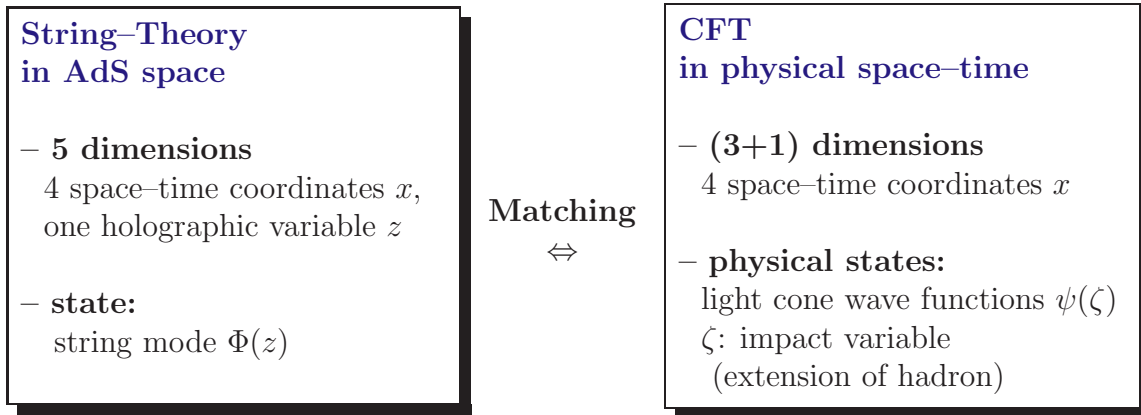 String–Theory
in AdS space
– 5 dimensions
4 space–time coordinates x,
one holographic variable z
– state:
string mode Φ(z)
Matching
⇔
CFT
in physical space–time
– (3+1) dimensions
4 space–time coordinates x
– physical states:
light cone wave functions ψ(ζ)
ζ: impact variable
(extension of hadron)